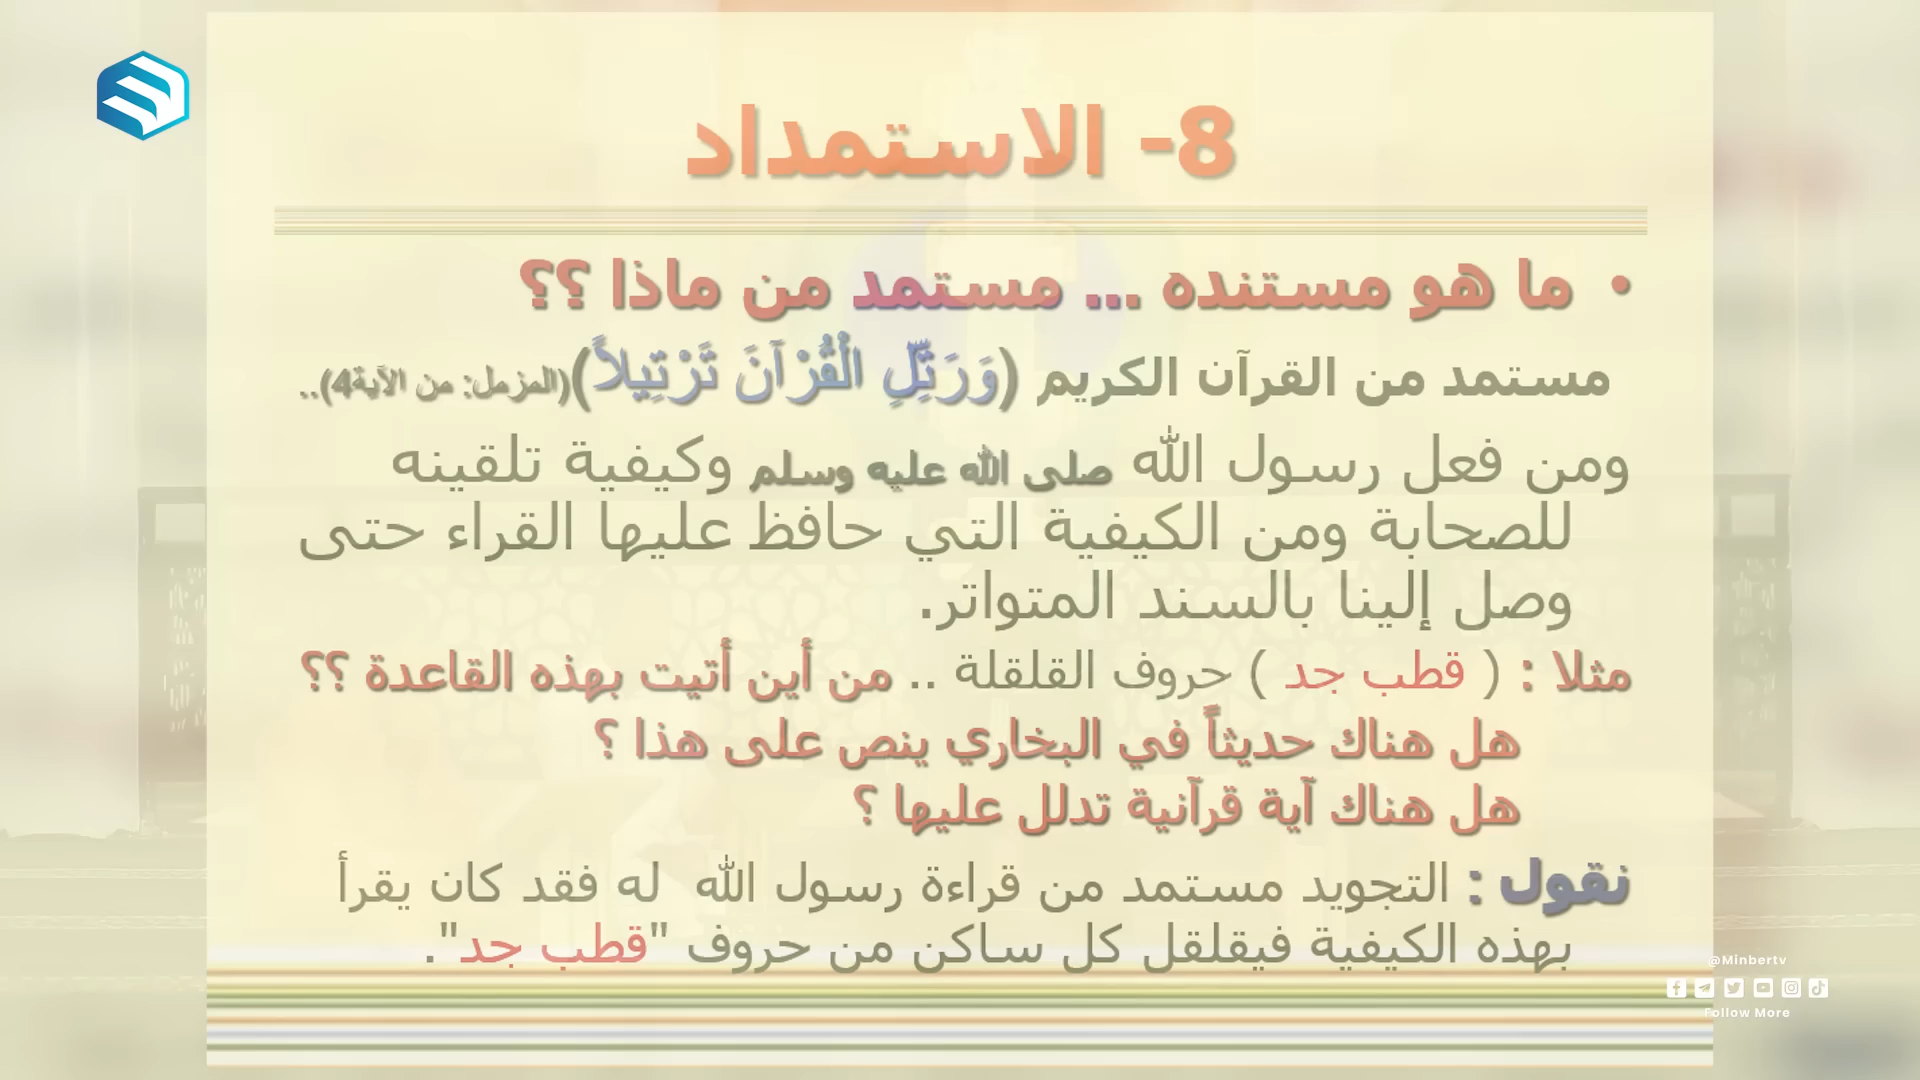 8- الاستمداد
• ما هو مستنده ... مستمد من ماذا ؟؟
مستمد من القرآن الكريم (وَرَتِّلِ الْقُرْآنَ تَرْتِيلاً)(المزمل: من الآية4)..
ومن فعل رسول الله صلى الله عليه وسلم وكيفية تلقينه
للصحابة ومن الكيفية التي حافظ عليها القراء حتى
وصل إلينا بالسند المتواتر.
مثلا : ( قطب جد ) حروف القلقلة .. من أين أتيت بهذه القاعدة ؟؟
هل هناك حديثاً في البخاري ينص على هذا ؟
هل هناك آية قرآنية تدلل عليها ؟
نقول : التجويد مستمد من قراءة رسول الله له فقد كان يقرأ
بهذه الكيفية فيقلقل كل ساكن من حروف "قطب جد".
@Minbertv
Follow More